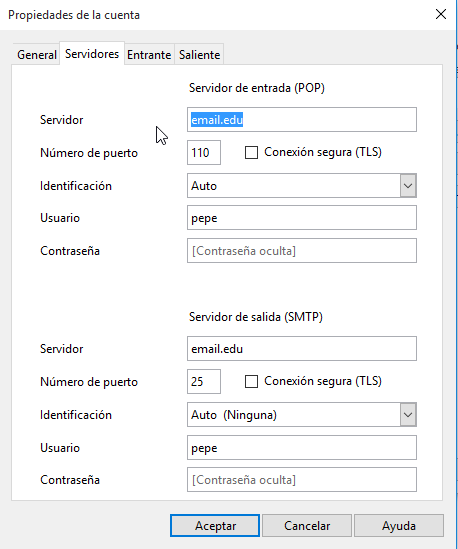 Propiedades de la cuenta
General Servidores Entrante Saliente
Servidor de entrada (POP)
Servidor email.edu
Número de puerto 110 Conexión segura (TLS)
Identificación Auto
Usuario pepe
Contraseña [Contraseña oculta]
Servidor de salida (SMTP)
Servidor email.edu
Número de puerto 25 Conexión segura (TLS)
Identificación Auto (Ninguna)
Usuario pepe
Contraseña [Contraseña oculta]
Aceptar Cancelar Ayuda